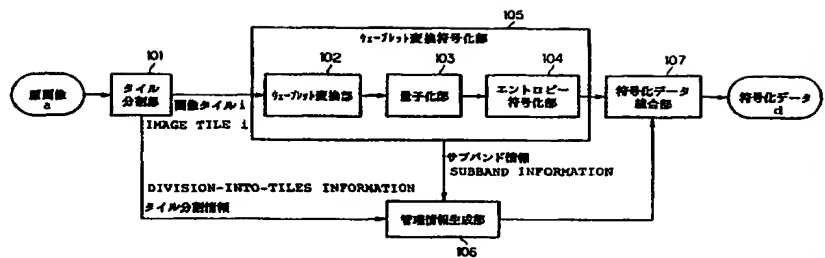 105
ウェーブレット変換符号化部
101
102
103
104
107
原画像
a
タイル
分割部
画像タイル i
IMAGE TILE i
ウェーブレット変換部
量子化部
エントロピー
符号化部
符号化データ
統合部
符号化データ
d
サブバンド情報
SUBBAND INFORMATION
DIVISION-INTO-TILES INFORMATION
タイル分割情報
管理情報生成部
106